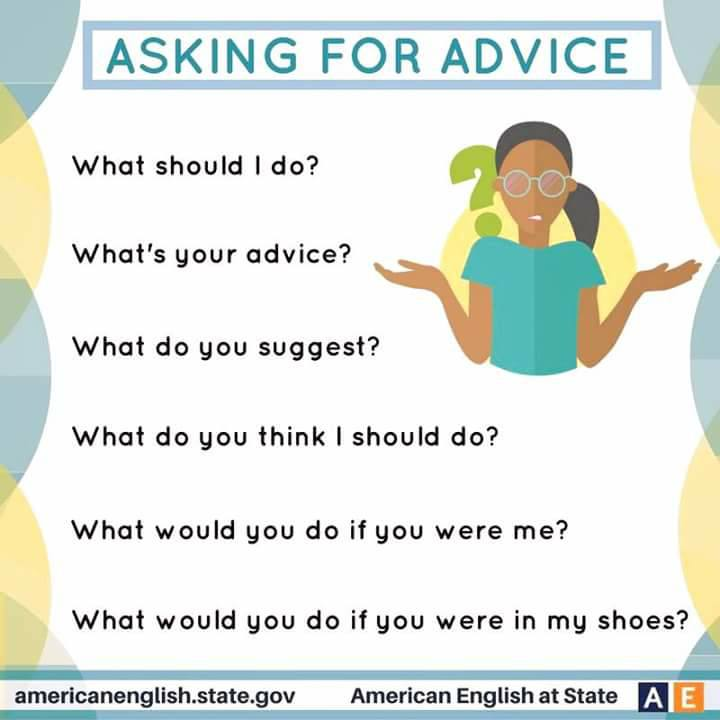 ASKING FOR ADVICE
What should I do?
What's your advice?
What do you suggest?
What do you think I should do?
What would you do if you were me?
What would you do if you were in my shoes?
americanenglish.state.gov American English at State A E